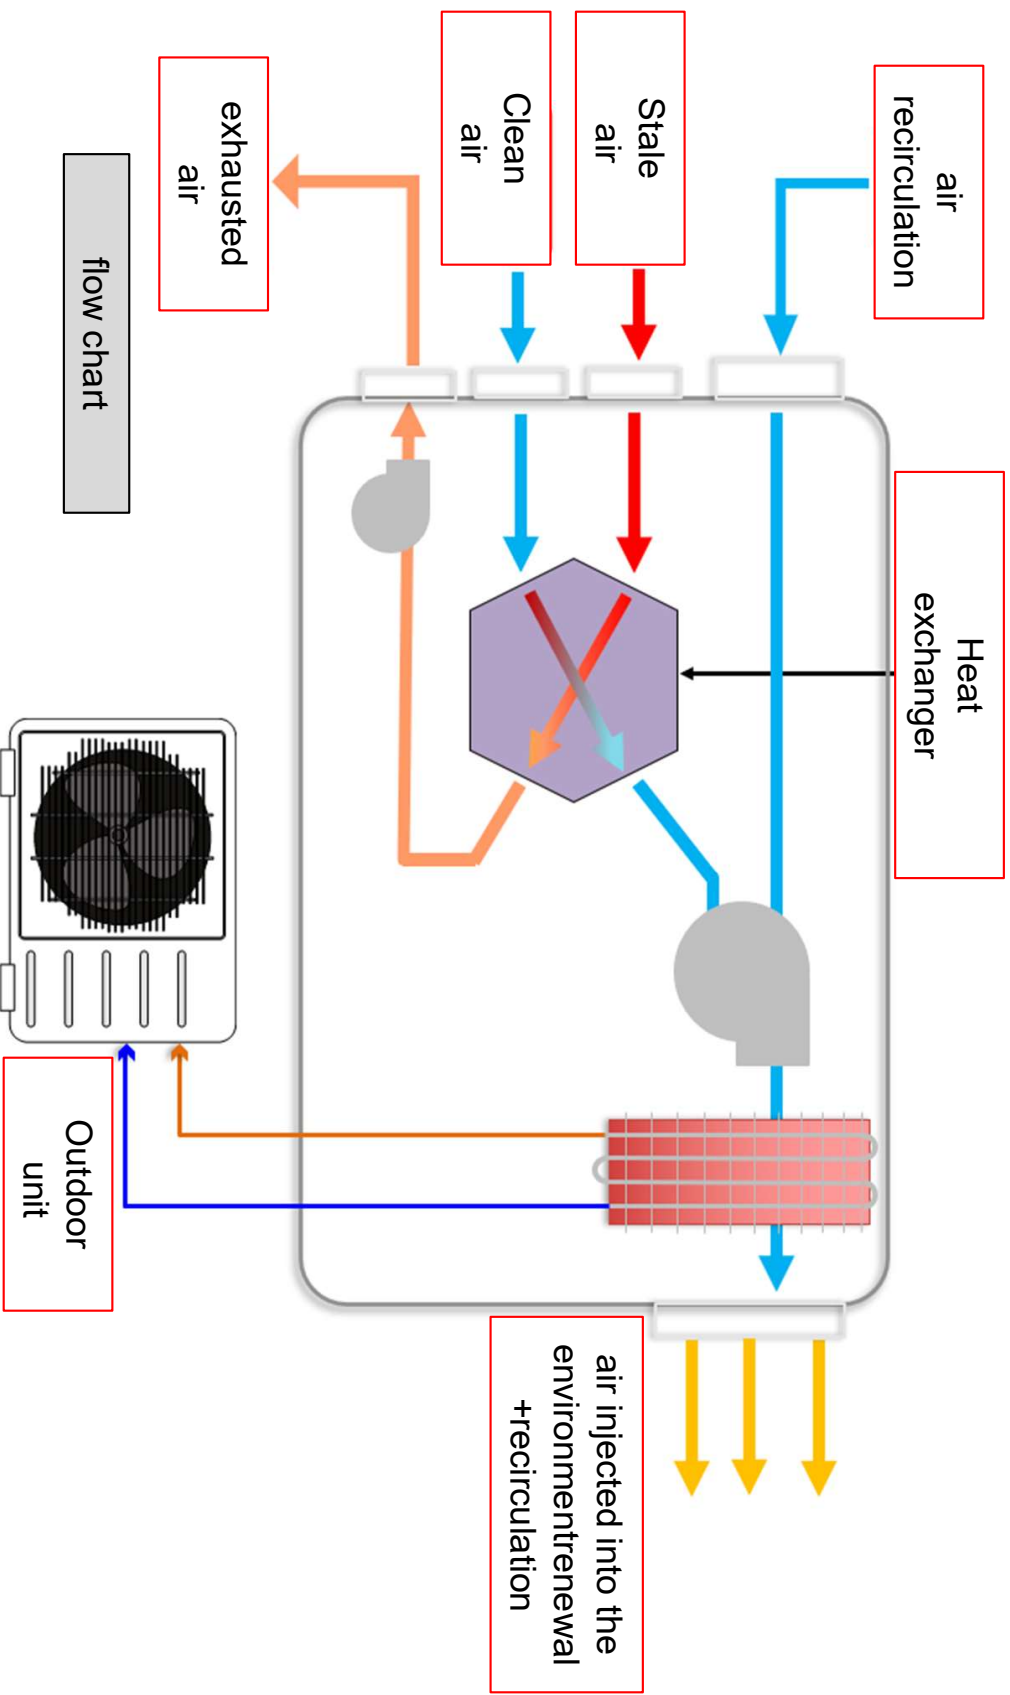 air
recirculation
Heat
exchanger
Stale
air
Clean
air
air injected into the
environmentrenewal
+recirculation
exhausted
air
flow chart
Outdoor
unit